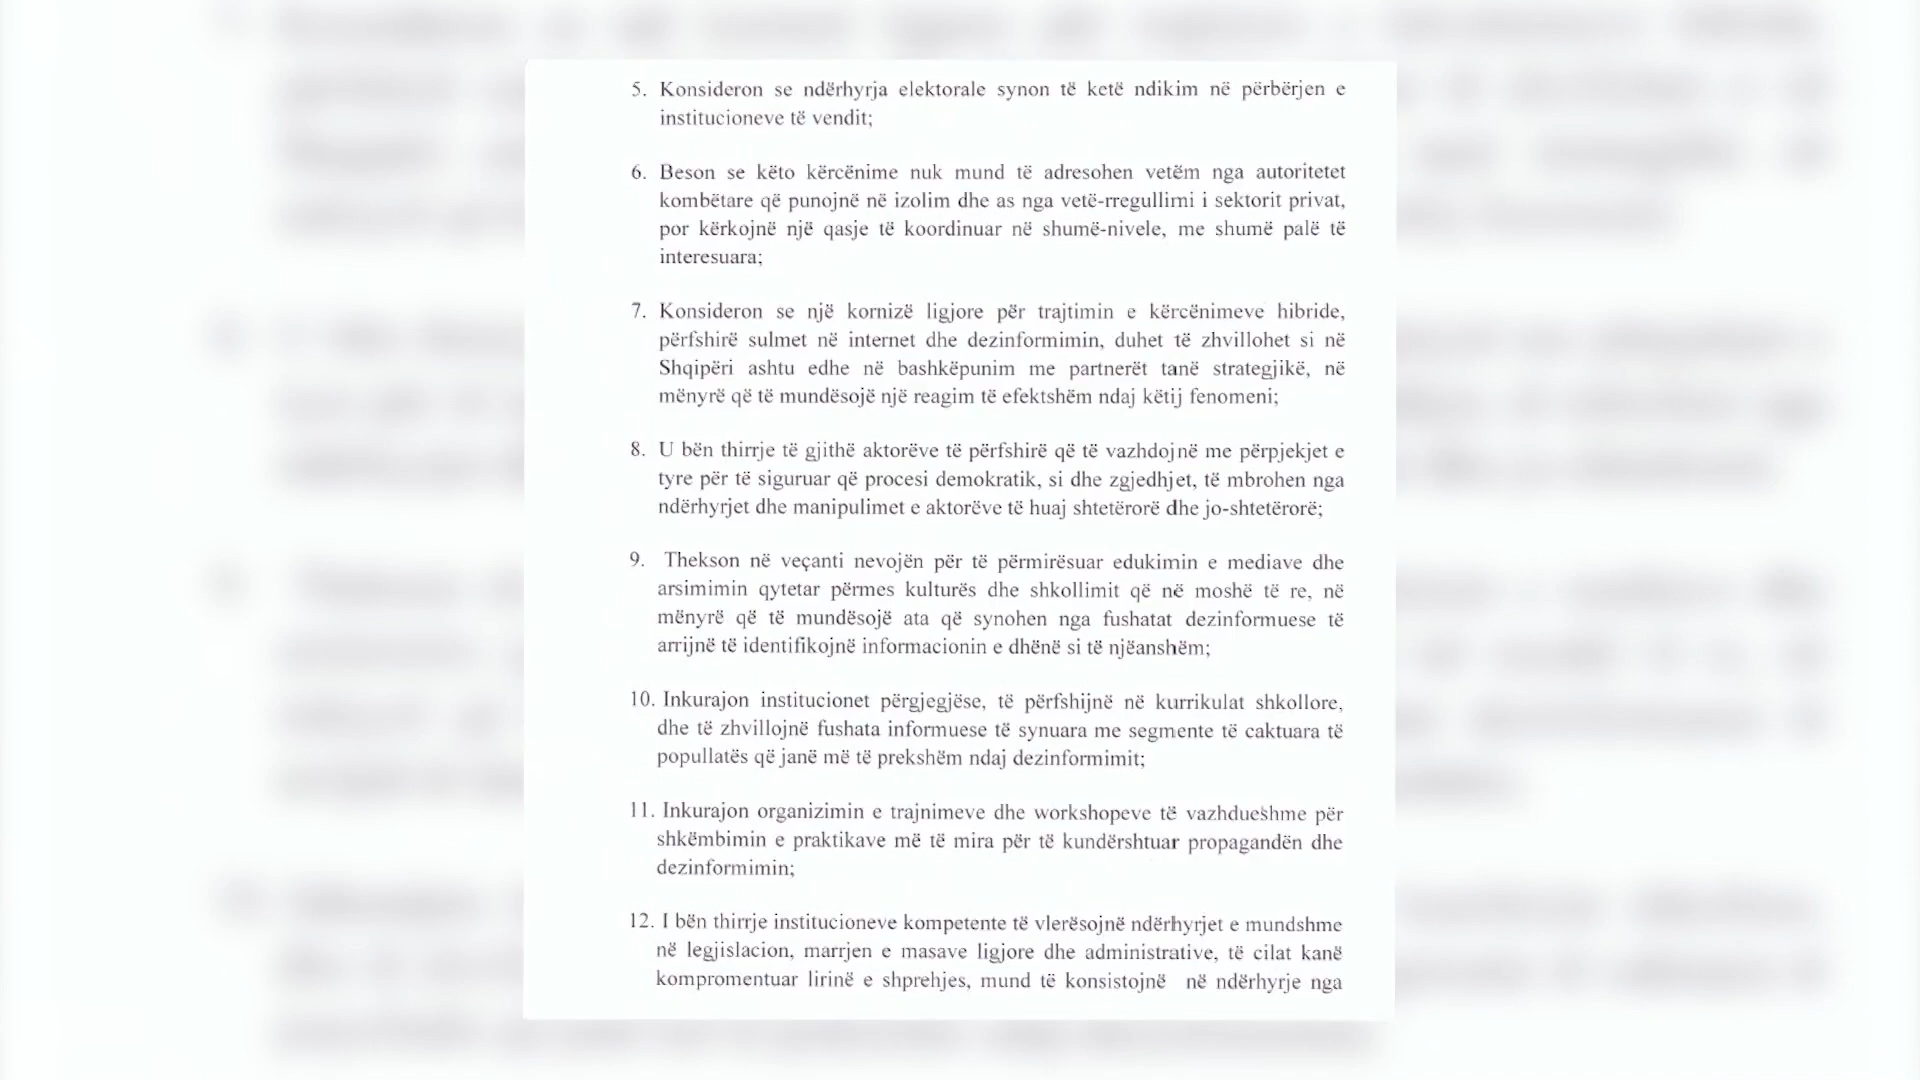 5. Konsideron se ndërhyrja elektorale synon të ketë ndikim në përbërjen e
institucioneve të vendit;
6. Beson se këto kërcënime nuk mund të adresohen vetëm nga autoritetet
kombëtare që punojnë në izolim dhe as nga vetë-rregullimi i sektorit privat,
por kërkojnë një qasje të koordinuar në shumë-nivele, me shumë palë të
interesuara;
7. Konsideron se një kornizë ligjore për trajtimin e kërcënimeve hibride,
përfshirë sulmet në internet dhe dezinformimin, duhet të zhvillohet si në
Shqipëri ashtu edhe në bashkëpunim me partnerët tanë strategjikë, në
mënyrë që të mundësojë një reagim të efektshëm ndaj këtij fenomeni;
8. U bën thirrje të gjithë aktorëve të përfshirë që të vazhdojnë me përpjekjet e
tyre për të siguruar që procesi demokratik, si dhe zgjedhjet, të mbrohen nga
ndërhyrjet dhe manipulimet e aktorëve të huaj shtetërorë dhe jo-shtetërorë;
9. Thekson në veçanti nevojën për të përmirësuar edukimin e mediave dhe
arsimimin qytetar përmes kulturës dhe shkollimit që në moshë të re, në
mënyrë që të mundësojë ata që synohen nga fushatat dezinformuese të
arrijnë të identifikojnë informacionin e dhënë si të njëanshëm;
10. Inkurajon institucionet përgjegjëse, të përfshijnë në kurrikulat shkollore,
dhe të zhvillojnë fushata informuese të synuara me segmente të caktuara të
popullatës që janë më të prekshëm ndaj dezinformimit;
11. Inkurajon organizimin e trajnimeve dhe workshopeve të vazhdueshme për
shkëmbimin e praktikave më të mira për të kundërshtuar propagandën dhe
dezinformimin;
12. I bën thirrje institucioneve kompetente të vlerësojnë ndërhyrjet e mundshme
në legjislacion, marrjen e masave ligjore dhe administrative, të cilat kanë
kompromentuar lirinë e shprehjes, mund të konsistojnë në ndërhyrje nga